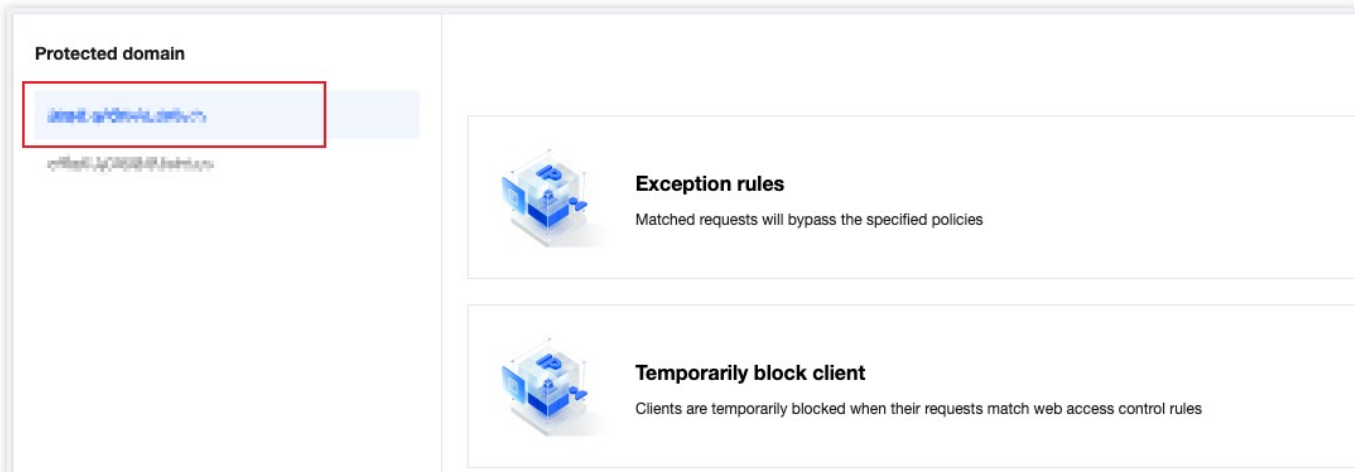 Protected domain
Exception rules
Matched requests will bypass the specified policies
Temporarily block client
Clients are temporarily blocked when their requests match web access control rules